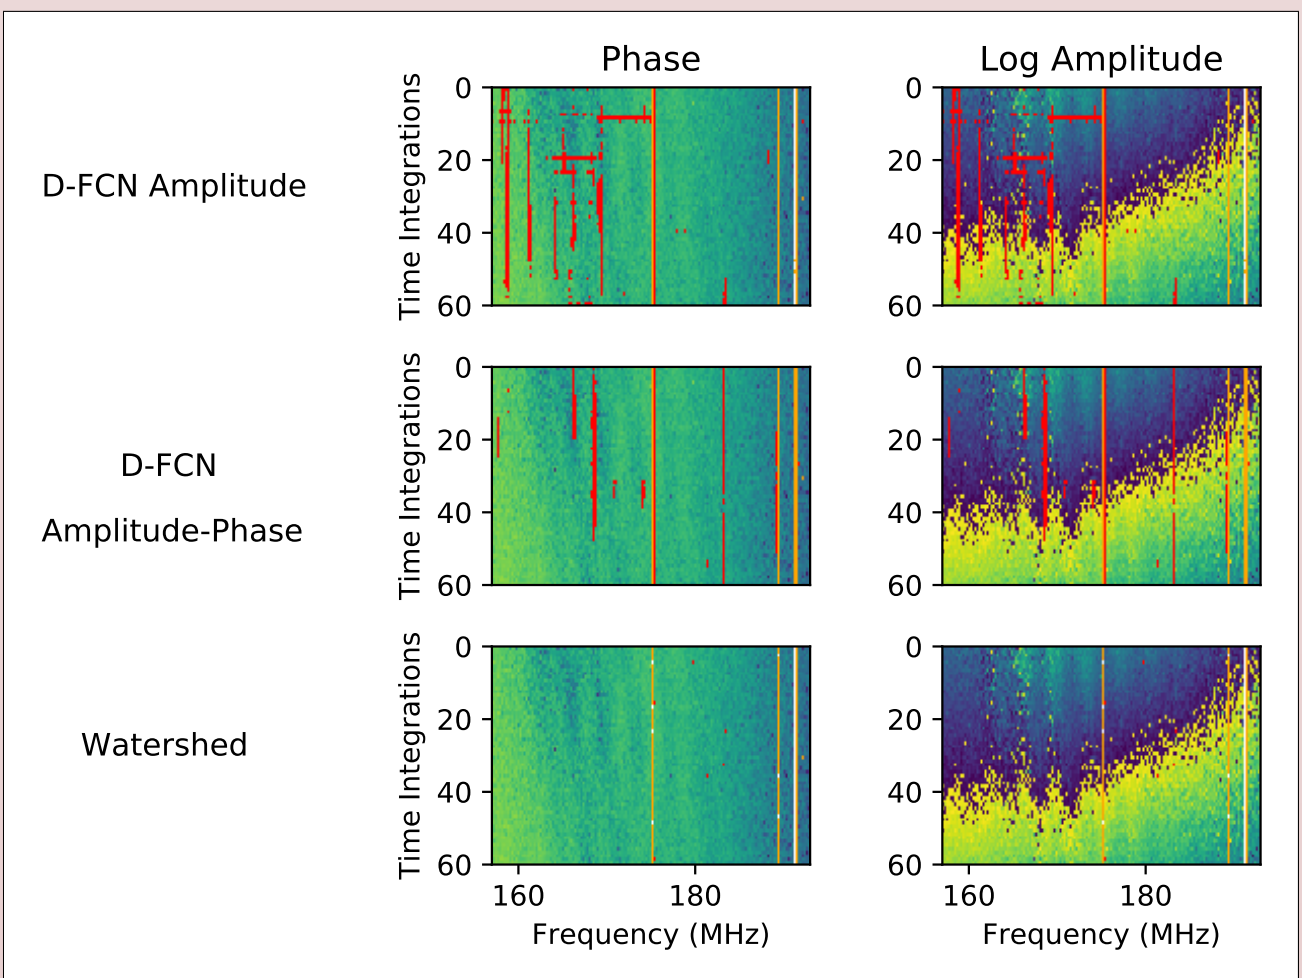 Phase
Log Amplitude
D-FCN Amplitude
Time Integrations
0
20
40
60
Time Integrations
0
20
40
60
D-FCN
Amplitude-Phase
Time Integrations
0
20
40
60
Time Integrations
0
20
40
60
Watershed
Time Integrations
0
20
40
60
160
180
Frequency (MHz)
Time Integrations
0
20
40
60
160
180
Frequency (MHz)